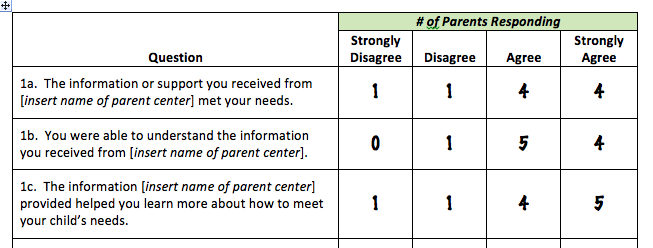 # of Parents Responding
Question
Strongly Disagree
Disagree
Agree
Strongly Agree
1a. The information or support you received from
[insert name of parent center] met your needs.
1 1 4 4
1b. You were able to understand the information
you received from [insert name of parent center].
0 1 5 4
1c. The information [insert name of parent center]
provided helped you learn more about how to meet
your child's needs.
1 1 4 5